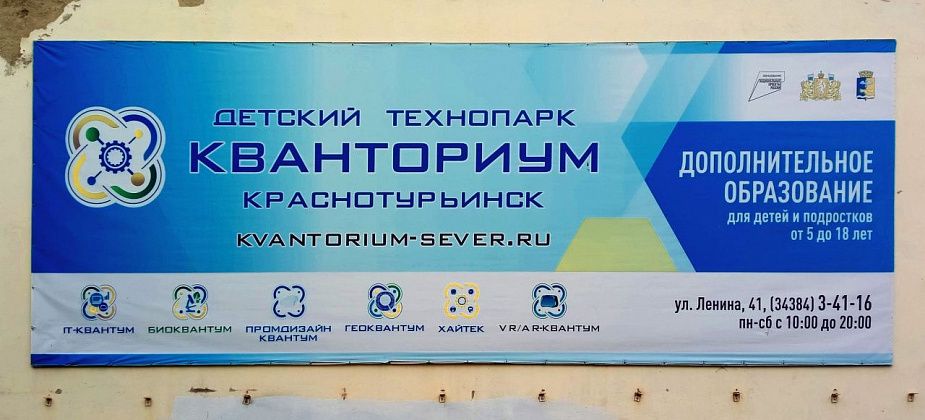 ДЕТСКИЙ ТЕХНОПАРК
КВАНТОРИУМ
КРАСНОТУРЬИНСК
KVANTORIUM-SEVER.RU
ДОПОЛНИТЕЛЬНОЕ
ОБРАЗОВАНИЕ
для детей и подростков
от 5 до 18 лет
IT-КВАНТУМ
БИОКВАНТУМ
ПРОМДИЗАЙН
КВАНТУМ
ГЕОКВАНТУМ
ХАЙТЕК
VR/AR-КВАНТУМ
ул. Ленина, 41, (34384) 3-41-16
пн-сб с 10:00 до 20:00